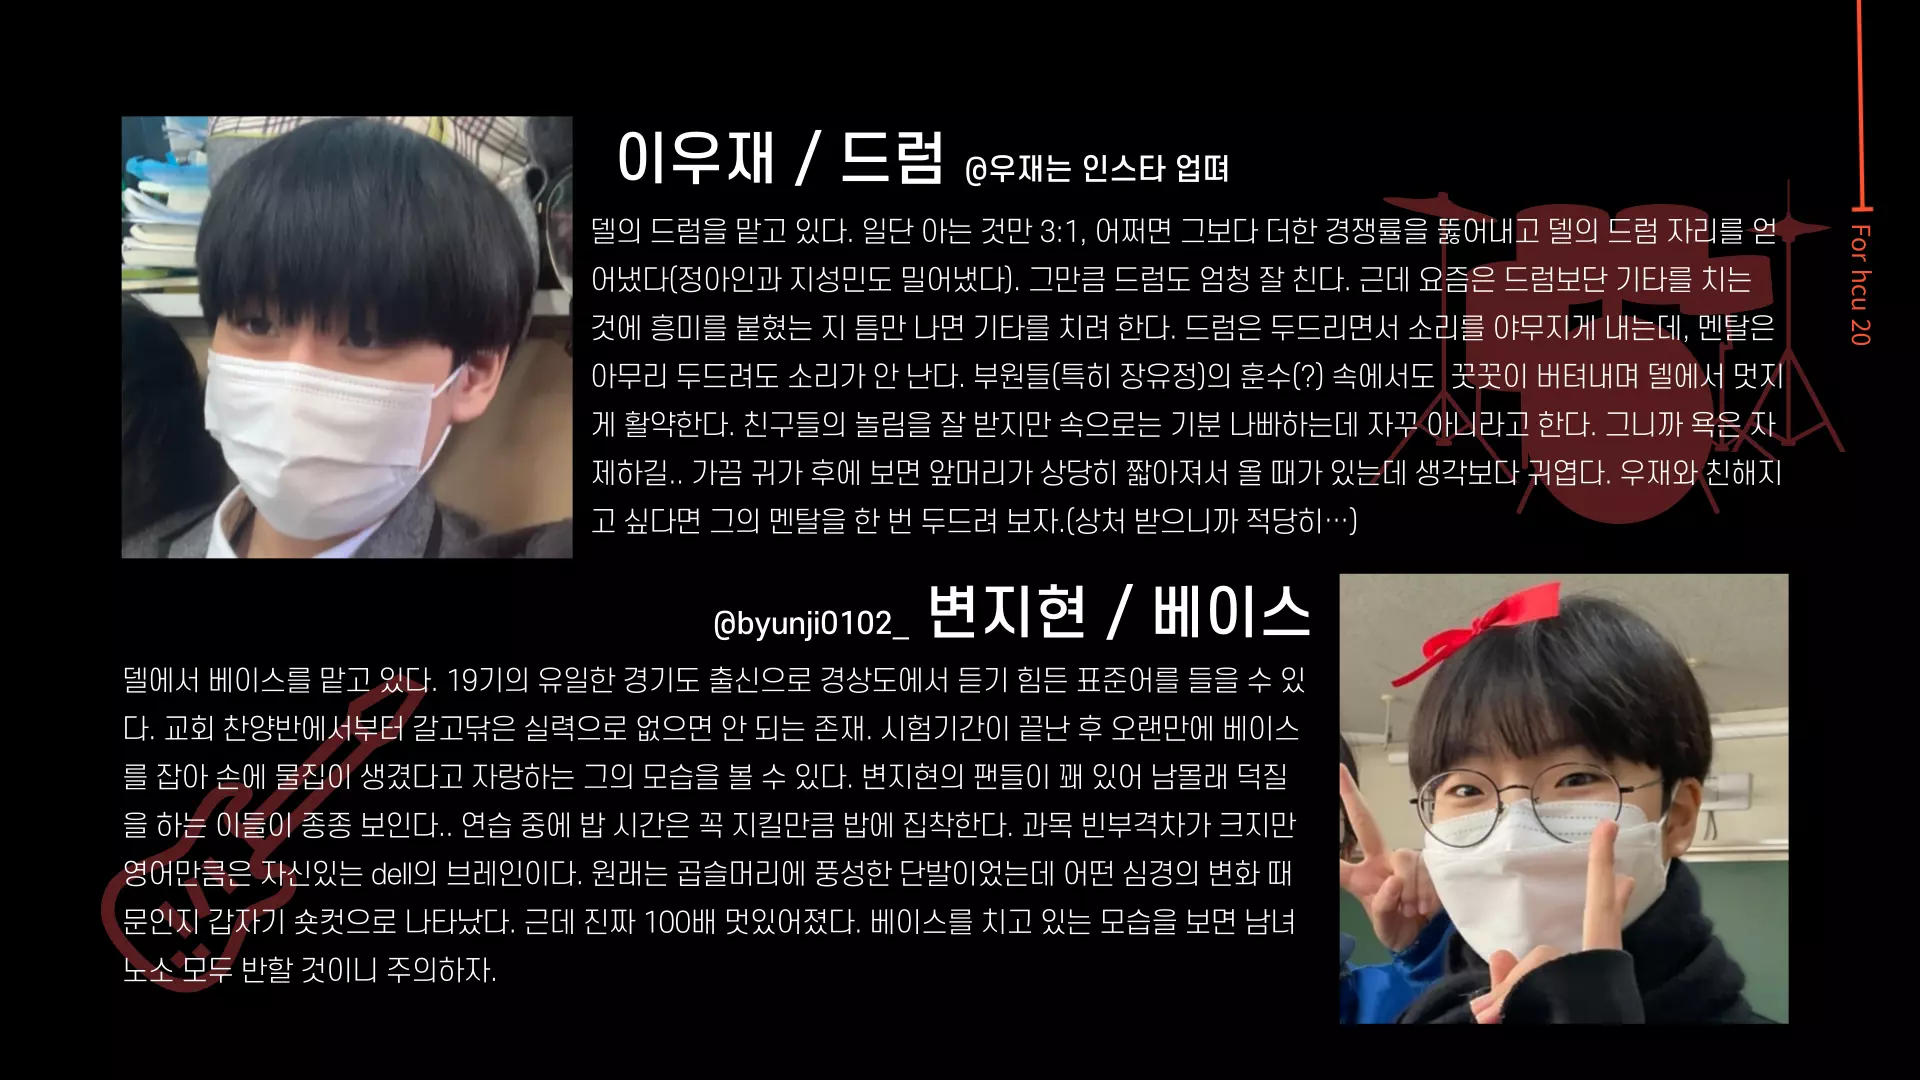 이우재 / 드럼 @우재는 인스타 업뗘
델의 드럼을 맡고 있다. 일단 아는 것만 3:1, 어쩌면 그보다 더한 경쟁률을 뚫어내고 델의 드럼 자리를 얻
어냈다(정아인과 지성민도 밀어냈다). 그만큼 드럼도 엄청 잘 친다. 근데 요즘은 드럼보단 기타를 치는
것에 흥미를 붙혔는 지 틈만 나면 기타를 치려 한다. 드럼은 두드리면서 소리를 야무지게 내는데, 멘탈은
아무리 두드려도 소리가 안 난다. 부원들(특히 장유정)의 훈수(?) 속에서도 꿋꿋이 버텨내며 델에서 멋지
게 활약한다. 친구들의 놀림을 잘 받지만 속으로는 기분 나빠하는데 자꾸 아니라고 한다. 그니까 욕은 자
제하길.. 가끔 귀가 후에 보면 앞머리가 상당히 짧아져서 올 때가 있는데 생각보다 귀엽다. 우재와 친해지
고 싶다면 그의 멘탈을 한 번 두드려 보자.(상처 받으니까 적당히…)
For hcu 20
@byunji0102_ 변지현 / 베이스
델에서 베이스를 맡고 있다. 19기의 유일한 경기도 출신으로 경상도에서 듣기 힘든 표준어를 들을 수 있
다. 교회 찬양반에서부터 갈고닦은 실력으로 없으면 안 되는 존재. 시험기간이 끝난 후 오랜만에 베이스
를 잡아 손에 물집이 생겼다고 자랑하는 그의 모습을 볼 수 있다. 변지현의 팬들이 꽤 있어 남몰래 덕질
을 하는 이들이 종종 보인다.. 연습 중에 밥 시간은 꼭 지킬만큼 밥에 집착한다. 과목 빈부격차가 크지만
영어만큼은 자신있는 dell의 브레인이다. 원래는 곱슬머리에 풍성한 단발이었는데 어떤 심경의 변화 때
문인지 갑자기 숏컷으로 나타났다. 근데 진짜 100배 멋있어졌다. 베이스를 치고 있는 모습을 보면 남녀
노소 모두 반할 것이니 주의하자.